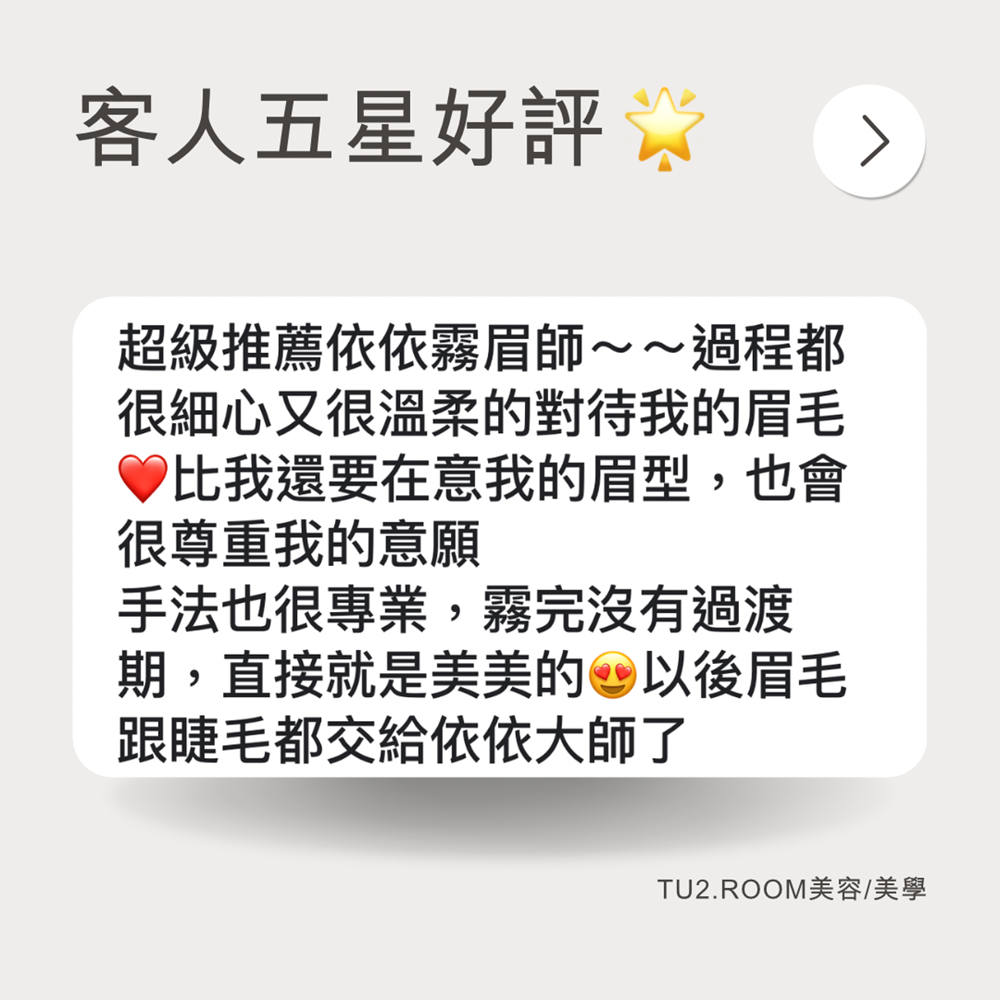 客人五星好評🌟
超級推薦依依霧眉師～～過程都
很細心又很溫柔的對待我的眉毛
❤️比我還要在意我的眉型，也會
很尊重我的意願
手法也很專業，霧完沒有過渡
期，直接就是美美的😍以後眉毛
跟睫毛都交給依依大師了
TU2.ROOM美容/美學